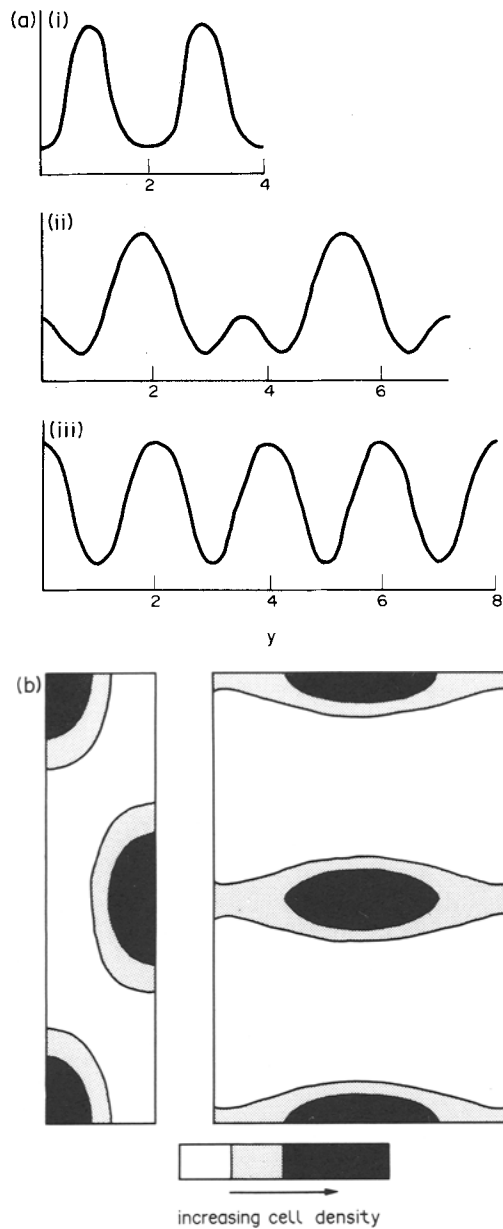 (a) (i)
2 4
(ii)
2 4 6
(iii)
2 4 6 8
y
(b)
increasing cell density